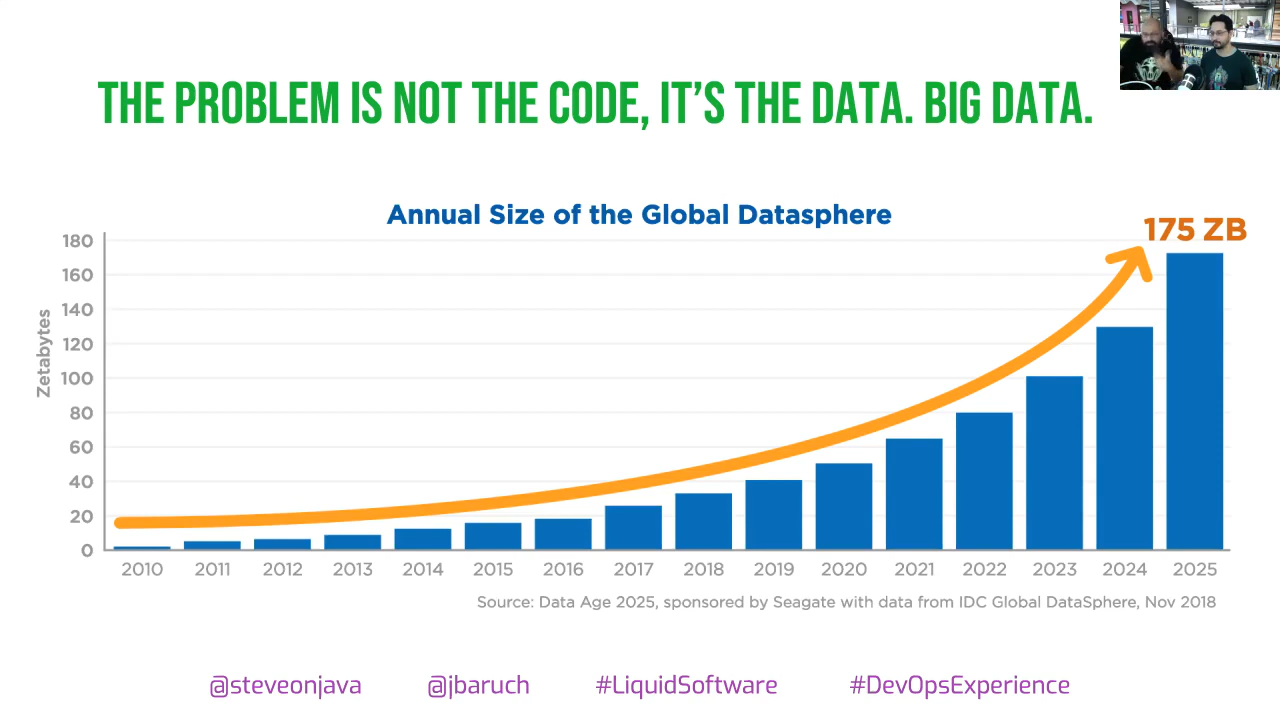 THE PROBLEM IS NOT THE CODE, IT'S THE DATA. BIG DATA.
Annual Size of the Global Datasphere
175 ZB
Zetabytes
180
160
140
120
100
80
60
40
20
0
2010 2011 2012 2013 2014 2015 2016 2017 2018 2019 2020 2021 2022 2023 2024 2025
Source: Data Age 2025, sponsored by Seagate with data from IDC Global DataSphere, Nov 2018
@steveonjava @jbaruch #LiquidSoftware #DevOpsExperience